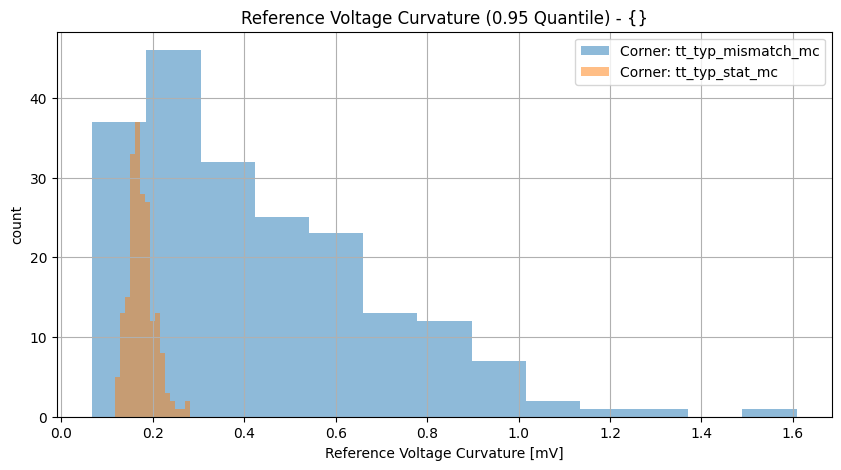 Reference Voltage Curvature (0.95 Quantile) - {}
Corner: tt_typ_mismatch_mc
Corner: tt_typ_stat_mc
count
40
30
20
10
0
0.0 0.2 0.4 0.6 0.8 1.0 1.2 1.4 1.6
Reference Voltage Curvature [mV]